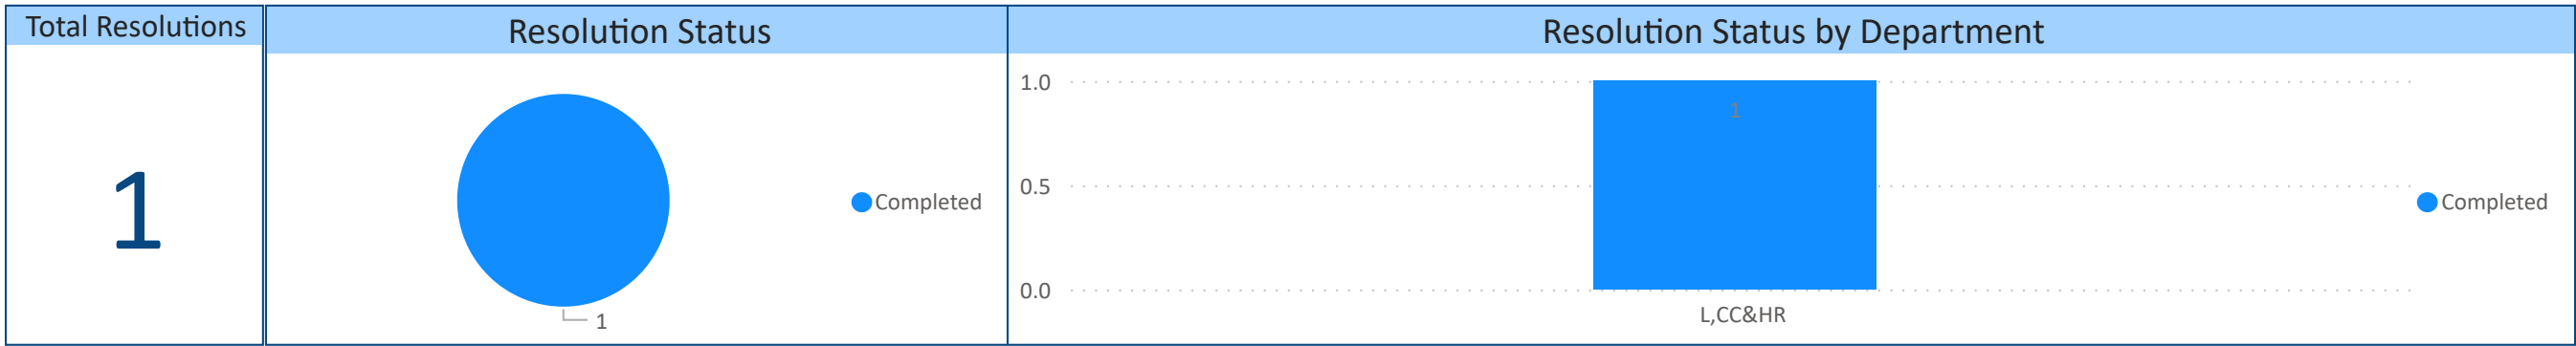 Total Resolutions
1
Resolution Status
1
Completed
Resolution Status by Department
1.0
0.5
0.0
1
L,CC&HR
Completed